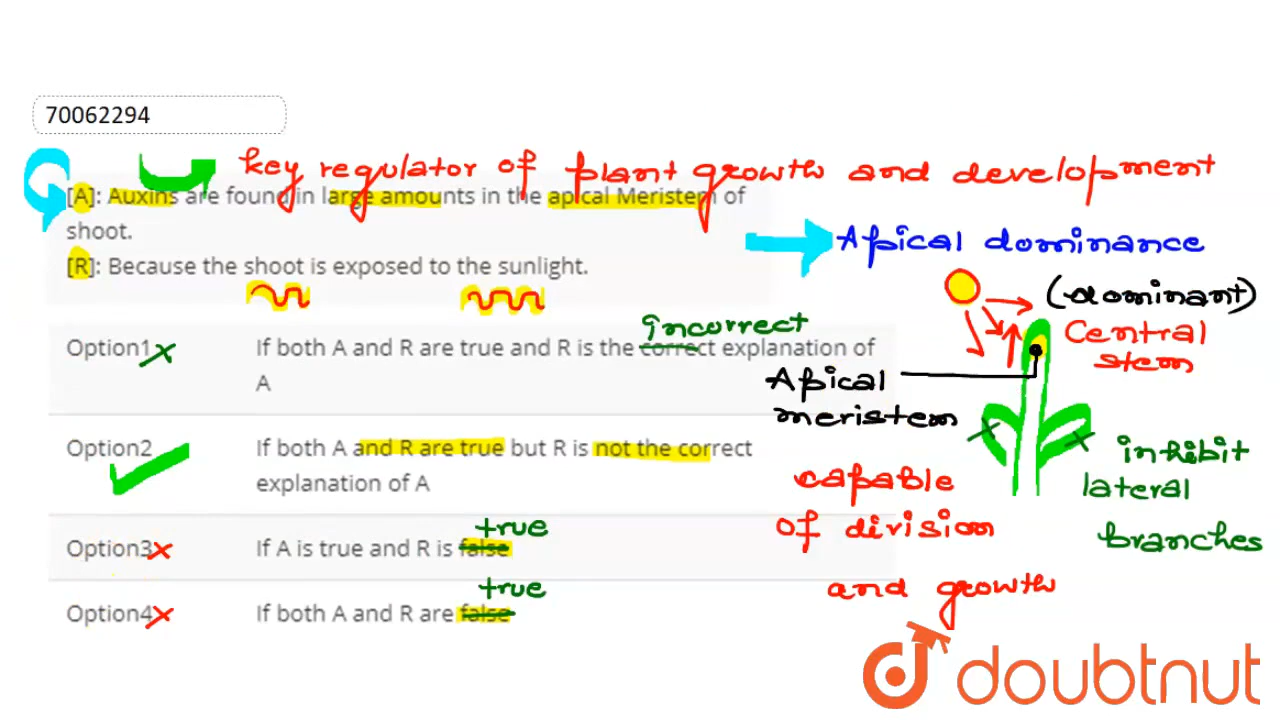 70062294
key regulator of plant growth and development
[A]: Auxins are found in large amounts in the apical Meristem of
shoot.
[R]: Because the shoot is exposed to the sunlight.
Apical dominance
(dominant)
Central
stem
incorrect
Option1 If both A and R are true and R is the correct explanation of
A
Apical
meristem
Option2 If both A and R are true but R is not the correct
explanation of A
inhibit
lateral
branches
capable
of division
and growth
true
Option3 If A is true and R is false
true
Option4 If both A and R are false
doubtnut